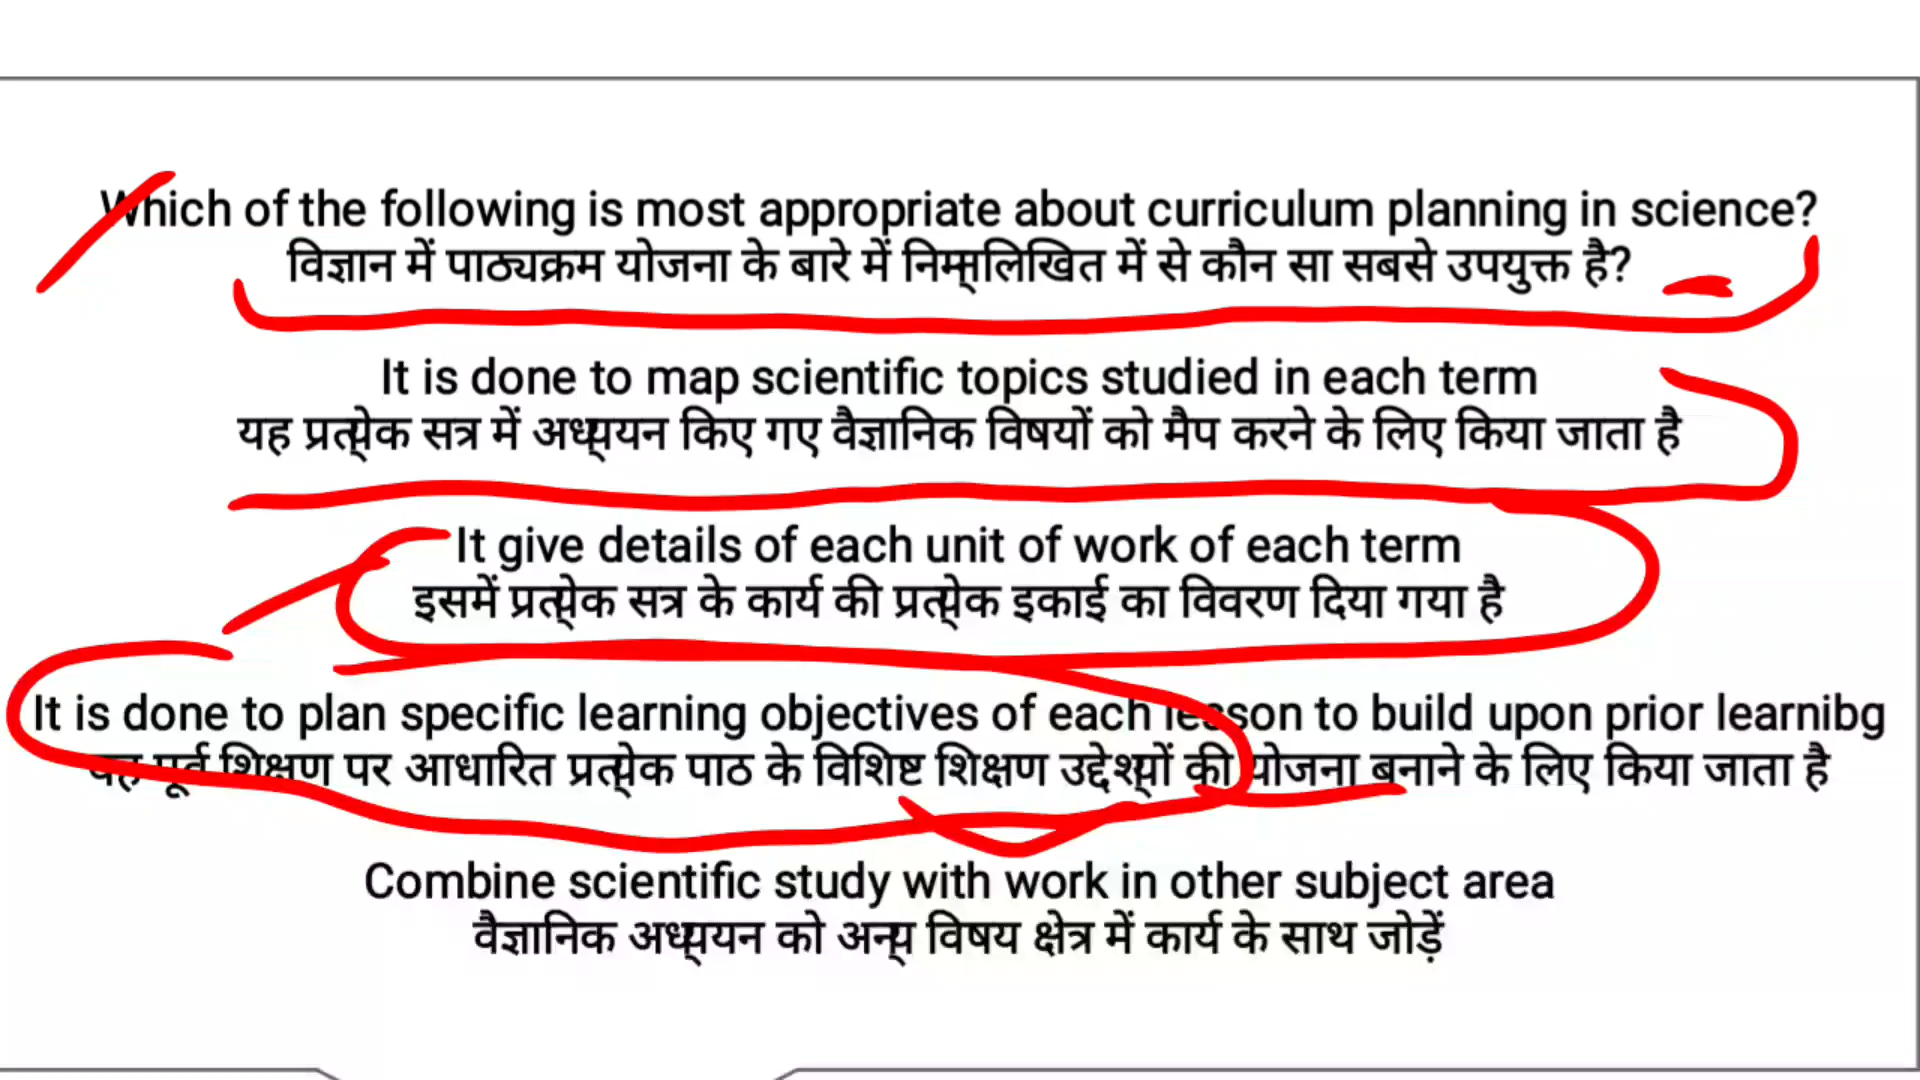 Which of the following is most appropriate about curriculum planning in science?
विज्ञान में पाठ्यक्रम योजना के बारे में निम्नलिखित में से कौन सा सबसे उपयुक्त है?
It is done to map scientific topics studied in each term
यह प्रत्येक सत्र में अध्ययन किए गए वैज्ञानिक विषयों को मैप करने के लिए किया जाता है
It give details of each unit of work of each term
इसमें प्रत्येक सत्र के कार्य की प्रत्येक इकाई का विवरण दिया गया है
It is done to plan specific learning objectives of each lesson to build upon prior learnibg
यह पूर्व शिक्षण पर आधारित प्रत्येक पाठ के विशिष्ट शिक्षण उद्देश्यों की योजना बनाने के लिए किया जाता है
Combine scientific study with work in other subject area
वैज्ञानिक अध्ययन को अन्य विषय क्षेत्र में कार्य के साथ जोड़ें